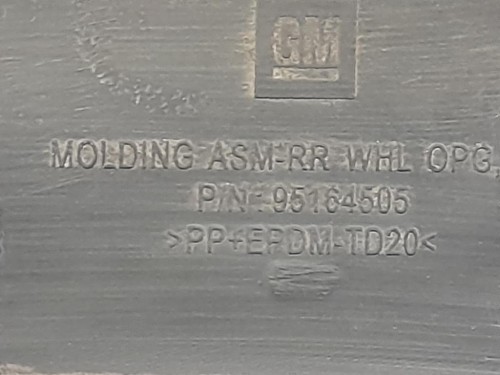 GM
MOLDING ASM-RR WHL OPG,
P/N : 95164505
>PP+EPDM-TD20<